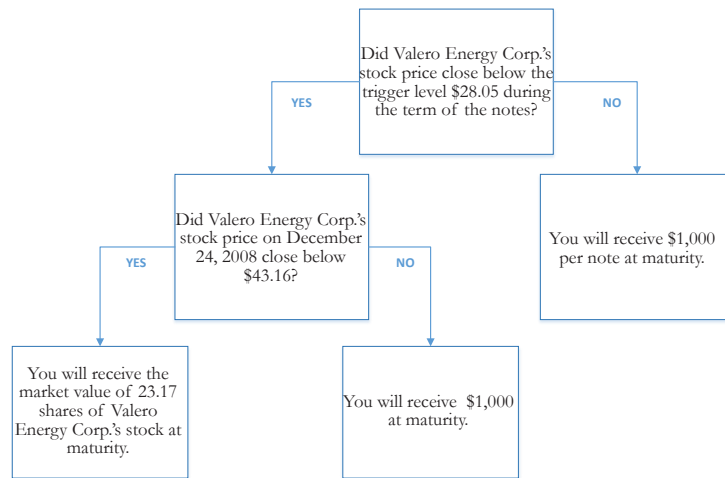 Did Valero Energy Corp.'s
stock price close below the
trigger level $28.05 during
the term of the notes?
YES
NO
Did Valero Energy Corp.'s
stock price on December
24, 2008 close below
$43.16?
You will receive $1,000
per note at maturity.
YES
NO
You will receive the
market value of 23.17
shares of Valero
Energy Corp.'s stock at
maturity.
You will receive $1,000
at maturity.